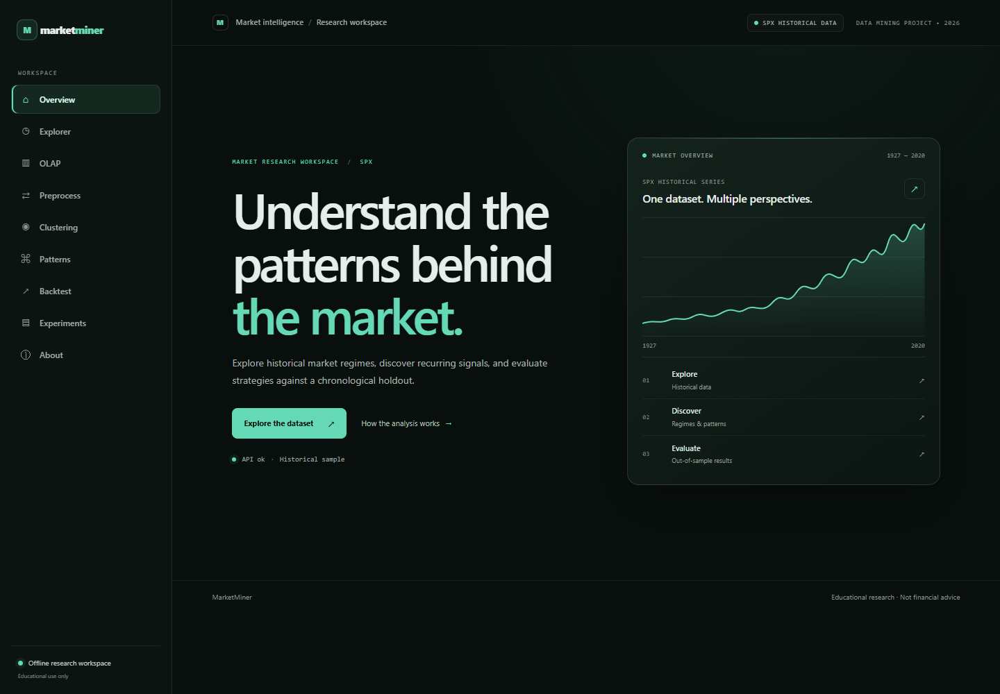 M marketminer
WORKSPACE
Overview
Explorer
OLAP
Preprocess
Clustering
Patterns
Backtest
Experiments
About
Offline research workspace
Educational use only
M Market intelligence / Research workspace
SPX HISTORICAL DATA
DATA MINING PROJECT • 2026
MARKET RESEARCH WORKSPACE / SPX
Understand the
patterns behind
the market.
Explore historical market regimes, discover recurring signals, and evaluate
strategies against a chronological holdout.
Explore the dataset ↗
How the analysis works →
API ok · Historical sample
MARKET OVERVIEW
1927 — 2020
SPX HISTORICAL SERIES
One dataset. Multiple perspectives.
↗
1927
2020
01
Explore
Historical data
↗
02
Discover
Regimes & patterns
↗
03
Evaluate
Out-of-sample results
↗
MarketMiner
Educational research · Not financial advice